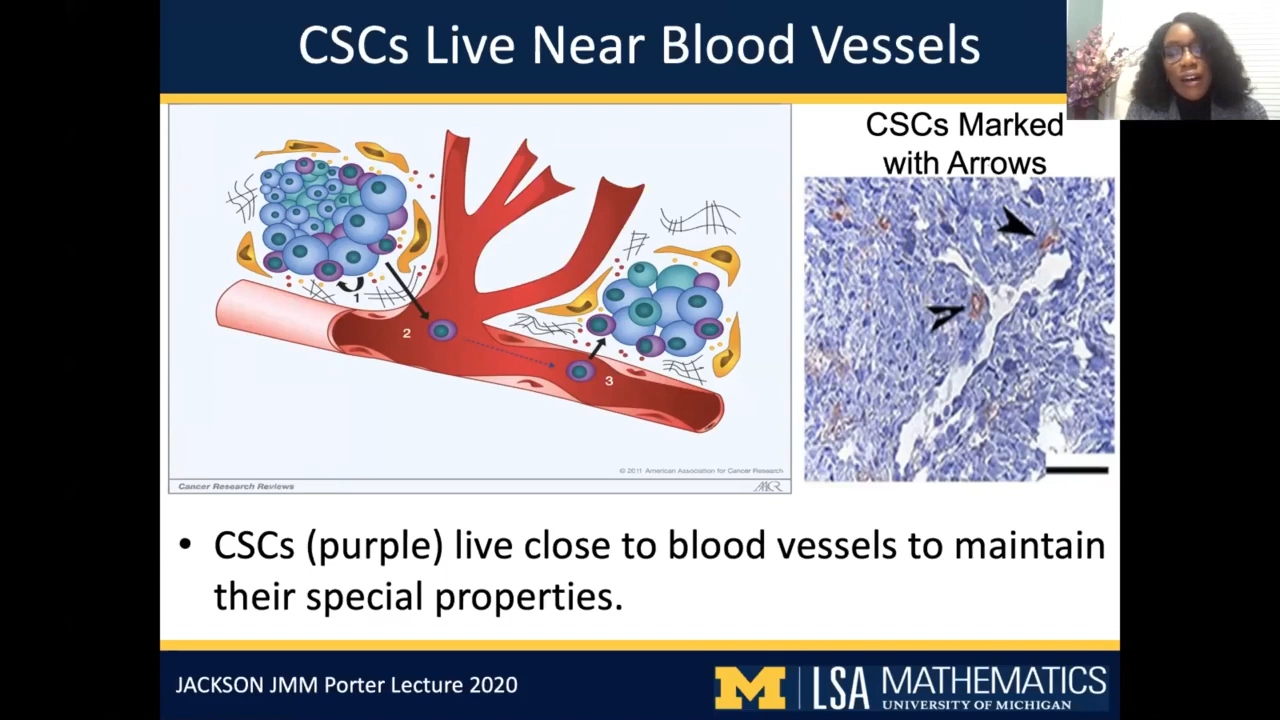 CSCs Live Near Blood Vessels
CSCs Marked
with Arrows
1
2
3
© 2011 American Association for Cancer Research
Cancer Research Reviews
AACR
• CSCs (purple) live close to blood vessels to maintain
their special properties.
JACKSON JMM Porter Lecture 2020
M LSA MATHEMATICS
UNIVERSITY OF MICHIGAN